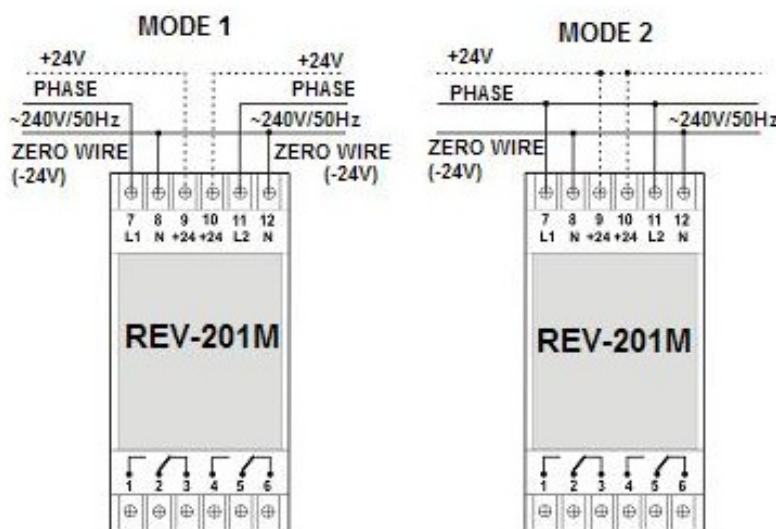 MODE 1
+24V +24V
PHASE PHASE
~240V/50Hz ~240V/50Hz
ZERO WIRE ZERO WIRE
(-24V) (-24V)
7 8 9 10 11 12
L1 N +24 +24 L2 N
REV-201M
1 2 3 4 5 6
MODE 2
+24V
PHASE
~240V/50Hz
ZERO WIRE
(-24V)
7 8 9 10 11 12
L1 N +24 +24 L2 N
REV-201M
1 2 3 4 5 6